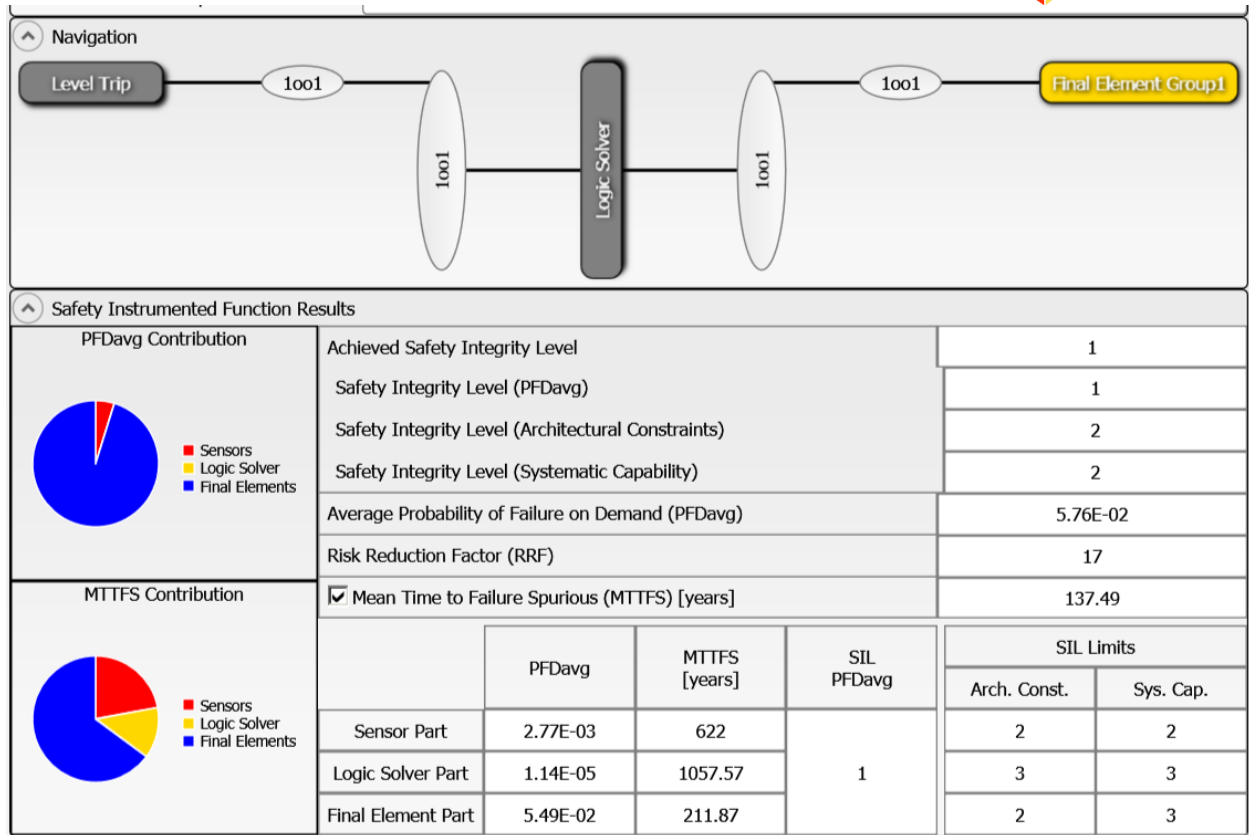 Navigation
Level Trip
1oo1
1oo1
Logic Solver
1oo1
1oo1
Final Element Group1
Safety Instrumented Function Results
PFDavg Contribution
Sensors
Logic Solver
Final Elements
Achieved Safety Integrity Level 1
Safety Integrity Level (PFDavg) 1
Safety Integrity Level (Architectural Constraints) 2
Safety Integrity Level (Systematic Capability) 2
Average Probability of Failure on Demand (PFDavg) 5.76E-02
Risk Reduction Factor (RRF) 17
MTTFS Contribution
Sensors
Logic Solver
Final Elements
Mean Time to Failure Spurious (MTTFS) [years] 137.49
PFDavg
MTTFS
[years]
SIL
PFDavg
SIL Limits
Arch. Const. Sys. Cap.
Sensor Part 2.77E-03 622 2 2
Logic Solver Part 1.14E-05 1057.57 1 3 3
Final Element Part 5.49E-02 211.87 2 3